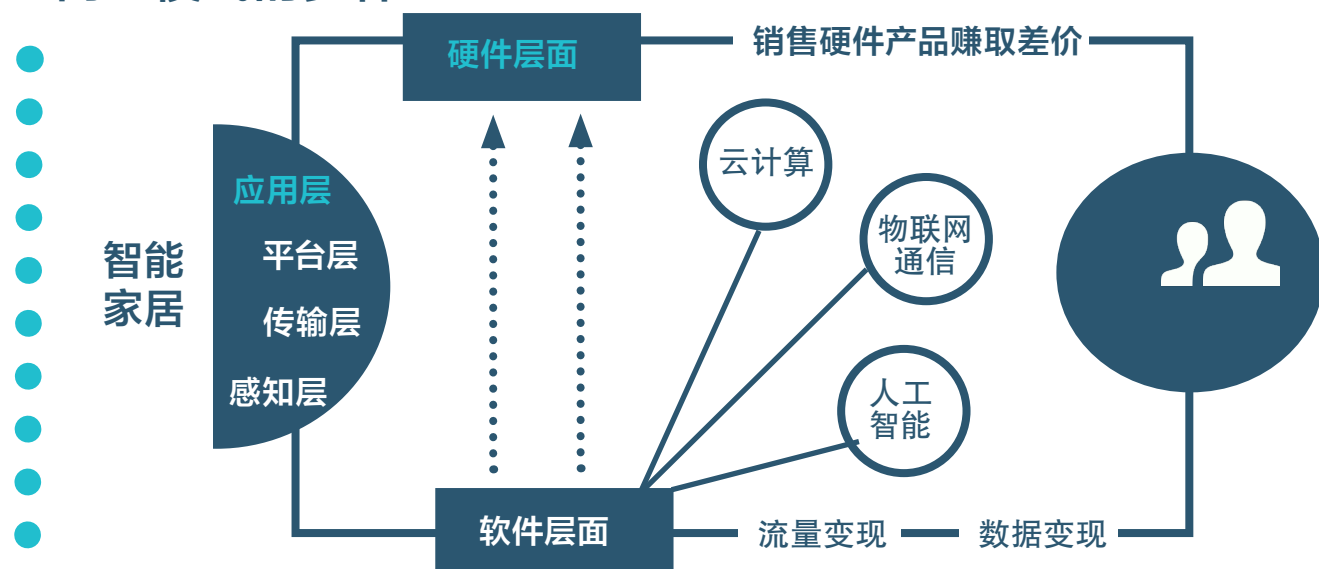 硬件层面
销售硬件产品赚取差价
云计算
应用层
物联网
通信
平台层
智能
家居
传输层
感知层
人工
智能
软件层面
流量变现
数据变现